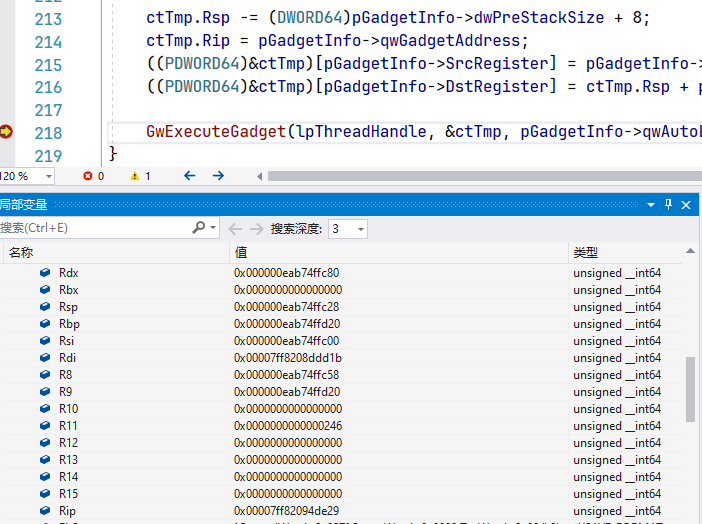 213 ctTmp.Rsp -= (DWORD64)pGadgetInfo->dwPreStackSize + 8;
214 ctTmp.Rip = pGadgetInfo->qwGadgetAddress;
215 ((PDWORD64)&ctTmp)[pGadgetInfo->SrcRegister] = pGadgetInfo->
216 ((PDWORD64)&ctTmp)[pGadgetInfo->DstRegister] = ctTmp.Rsp + p
217
218 GwExecuteGadget(lpThreadHandle, &ctTmp, pGadgetInfo->qwAutoL
219 }
120 % 0 1
局部变量
搜索(Ctrl+E) 搜索深度: 3
名称 值 类型
Rdx 0x000000eab74ffc80 unsigned __int64
Rbx 0x0000000000000000 unsigned __int64
Rsp 0x000000eab74ffc28 unsigned __int64
Rbp 0x000000eab74ffd20 unsigned __int64
Rsi 0x000000eab74ffc00 unsigned __int64
Rdi 0x00007ff8208ddd1b unsigned __int64
R8 0x000000eab74ffc58 unsigned __int64
R9 0x000000eab74ffd20 unsigned __int64
R10 0x0000000000000000 unsigned __int64
R11 0x0000000000000246 unsigned __int64
R12 0x0000000000000000 unsigned __int64
R13 0x0000000000000000 unsigned __int64
R14 0x0000000000000000 unsigned __int64
R15 0x0000000000000000 unsigned __int64
Rip 0x00007ff82094de29 unsigned __int64